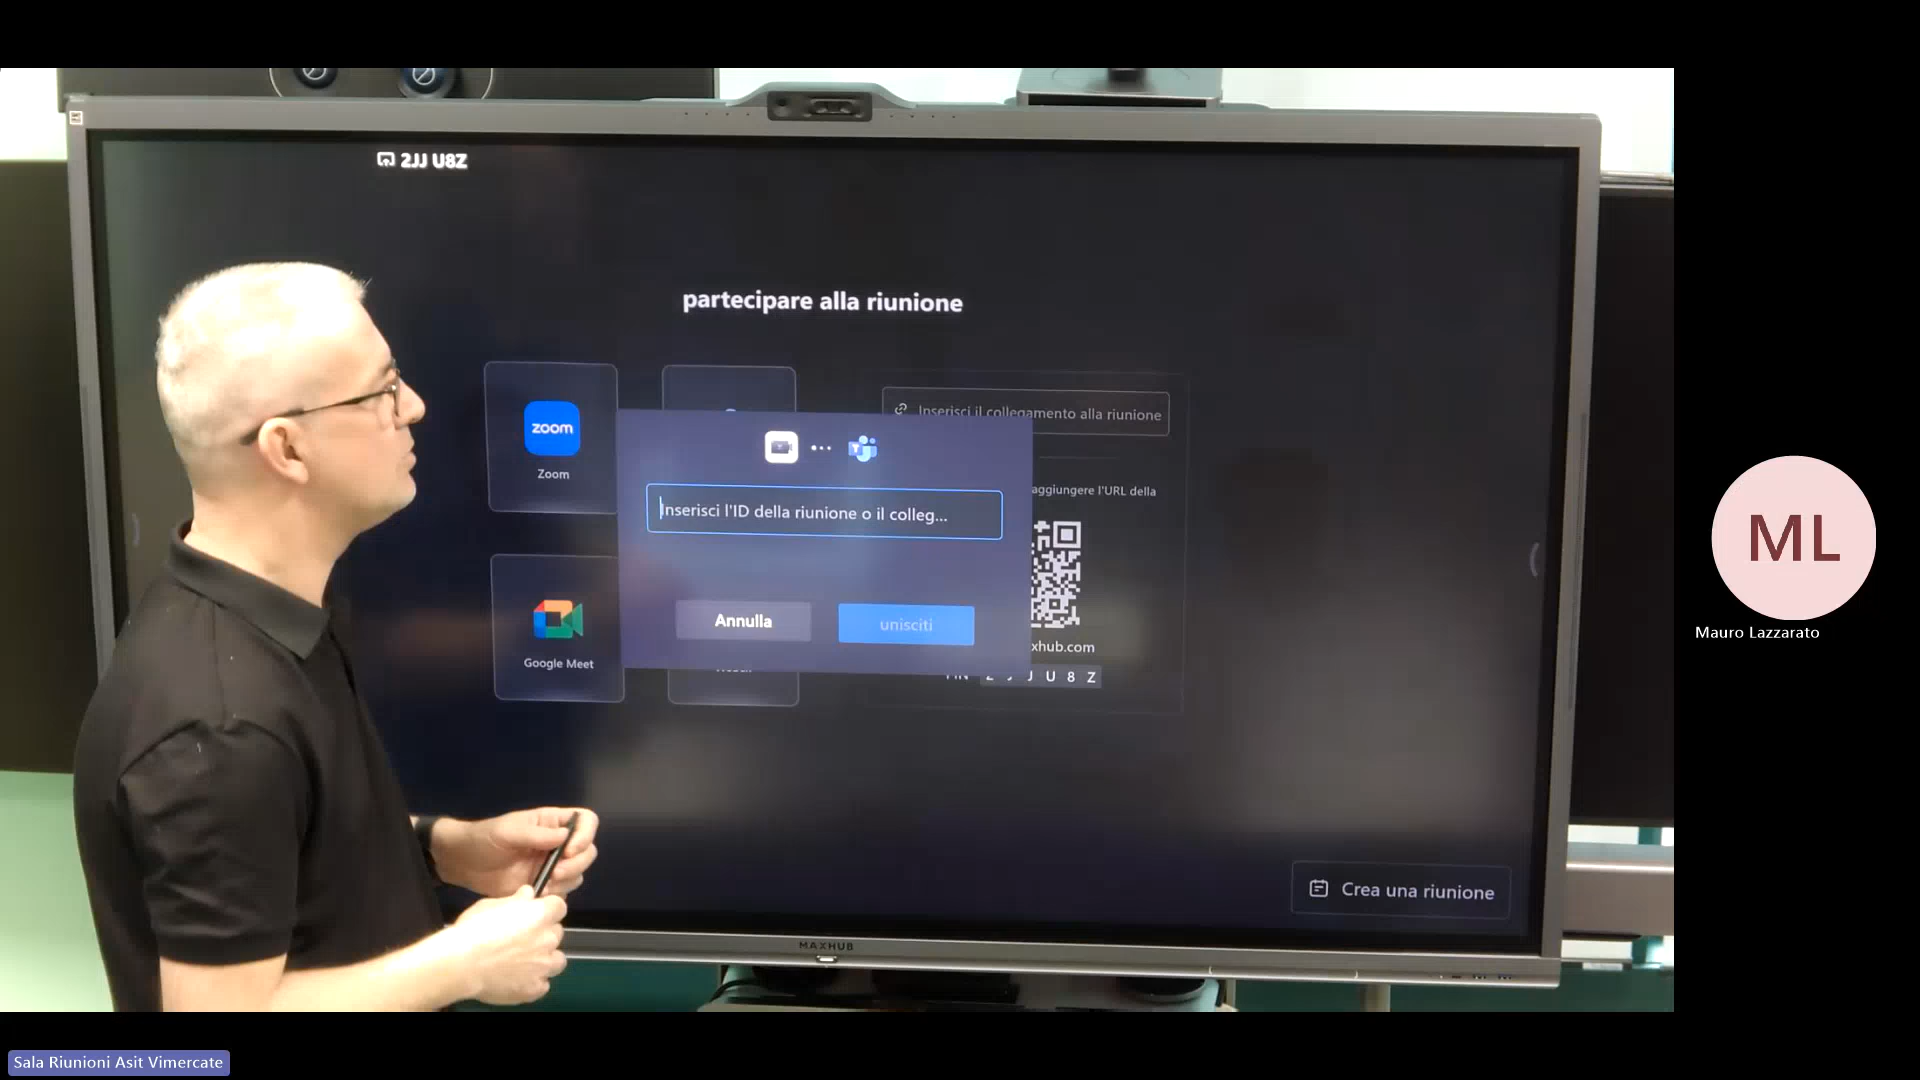 2JJ U8Z
partecipare alla riunione
zoom
Zoom
Inserisci il collegamento alla riunione
Inserisci l'ID della riunione o il colleg...
aggiungere l'URL della
Annulla
unisciti
Google Meet
xhub.com
J U 8 Z
Crea una riunione
MAXHUB
ML
Mauro Lazzarato
Sala Riunioni Asit Vimercate